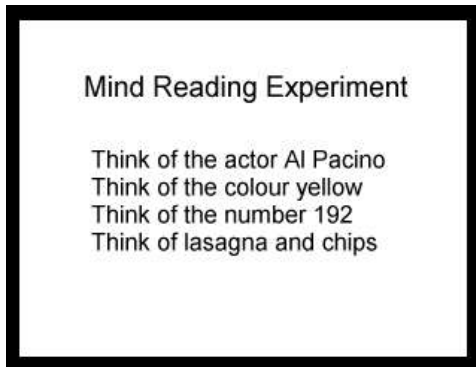 Mind Reading Experiment
Think of the actor Al Pacino
Think of the colour yellow
Think of the number 192
Think of lasagna and chips